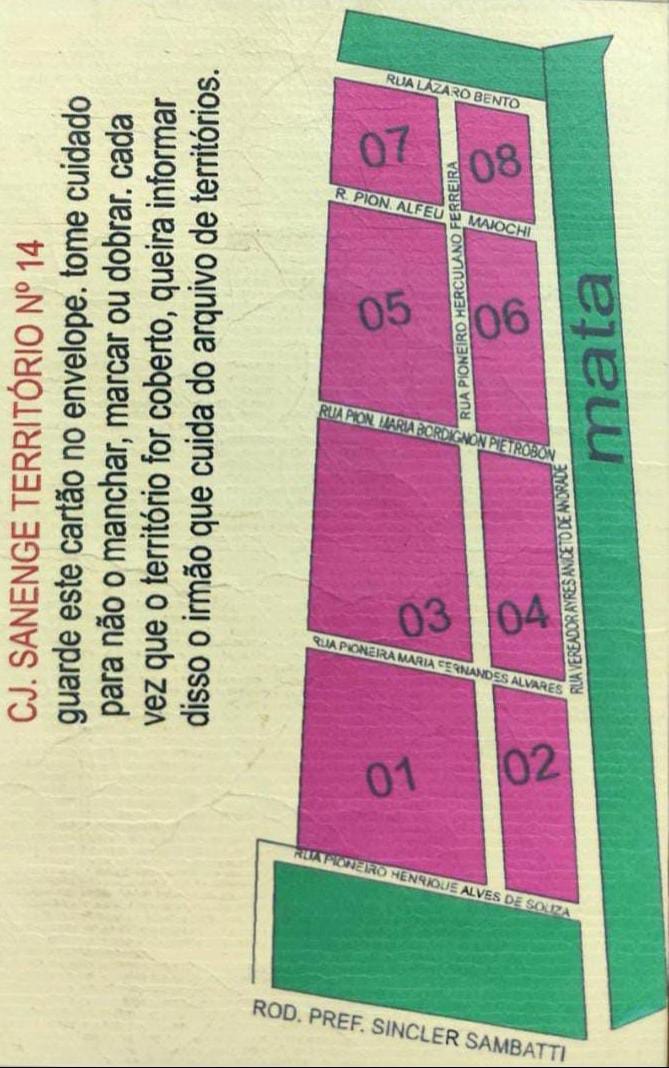 CJ. SANENGE TERRITÓRIO Nº 14
guarde este cartão no envelope. tome cuidado
para não o manchar, marcar ou dobrar. cada
vez que o território for coberto, queira informar
disso o irmão que cuida do arquivo de territórios.
RUA LÁZARO BENTO
07
08
R. PION. ALFEU MAIOCHI
RUA PIONEIRO HERCULANO FERREIRA
05
06
mata
RUA PION. MARIA BORDIGNON PIETROBON
03
04
RUA VEREADOR AYRES ANIDETO DE ANDRADE
RUA PIONEIRA MARIA FERNANDES ALVARES
01
02
RUA PIONEIRO HENRIQUE ALVES DE SOUZA
ROD. PREF. SINCLER SAMBATTI